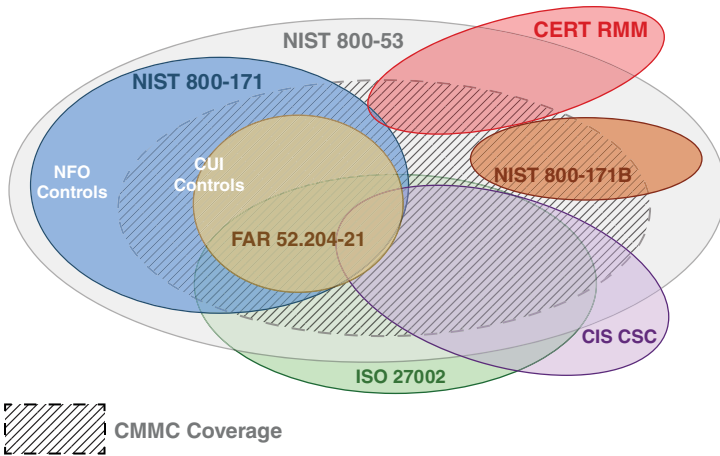 CERT RMM
NIST 800-53
NIST 800-171
NFO
Controls
CUI
Controls
NIST 800-171B
FAR 52.204-21
CIS CSC
ISO 27002
CMMC Coverage